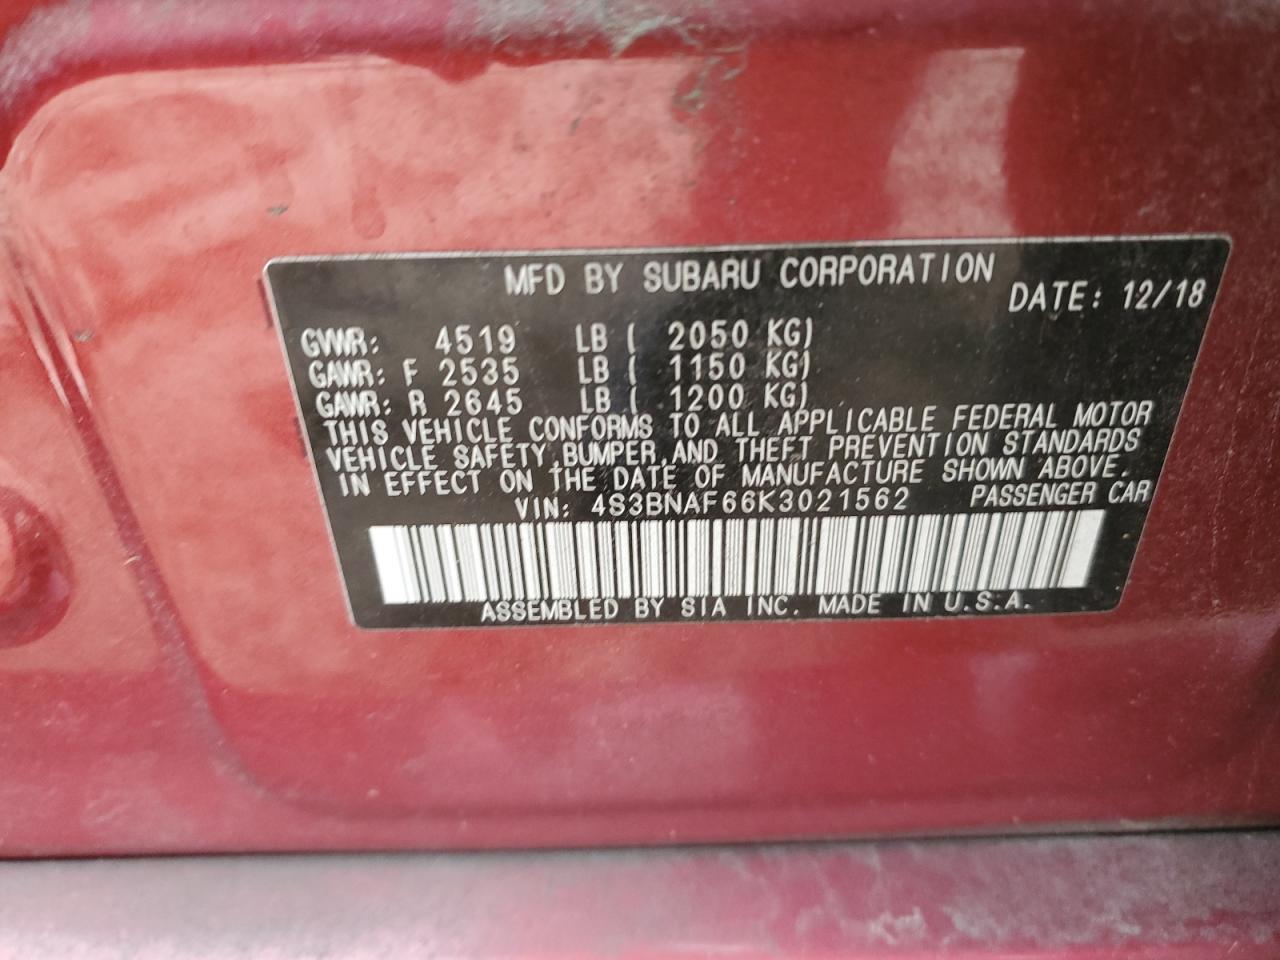 MFD BY SUBARU CORPORATION
DATE: 12/18
GVWR: 4519 LB ( 2050 KG)
GAWR: F 2535 LB ( 1150 KG)
GAWR: R 2645 LB ( 1200 KG)
THIS VEHICLE CONFORMS TO ALL APPLICABLE FEDERAL MOTOR
VEHICLE SAFETY,BUMPER,AND THEFT PREVENTION STANDARDS
IN EFFECT ON THE DATE OF MANUFACTURE SHOWN ABOVE.
VIN: 4S3BNAF66K3021562 PASSENGER CAR
ASSEMBLED BY SIA INC. MADE IN U.S.A.